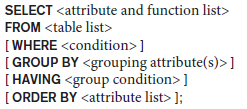 SELECT <attribute and function list>
FROM <table list>
[ WHERE <condition> ]
[ GROUP BY <grouping attribute(s)> ]
[ HAVING <group condition> ]
[ ORDER BY <attribute list> ];